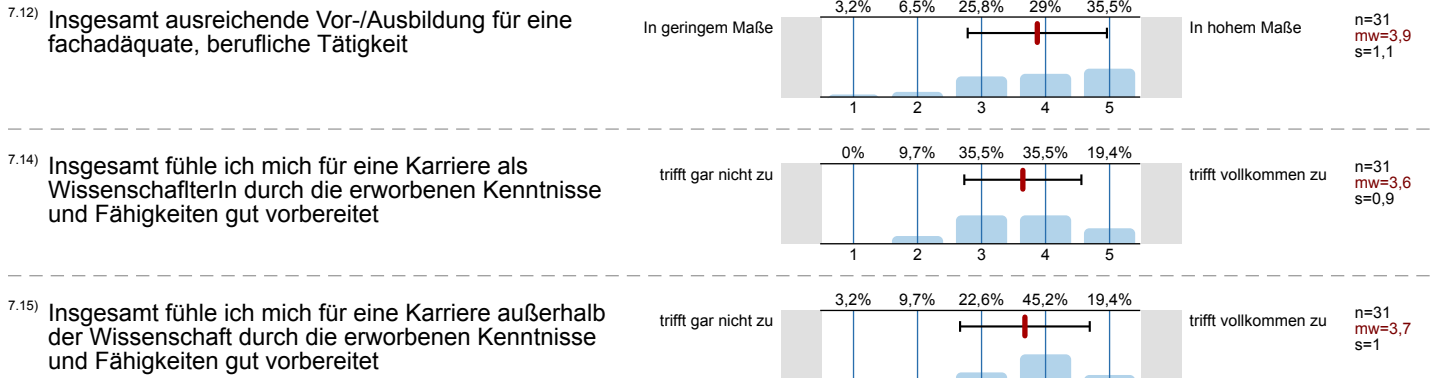 7.12) Insgesamt ausreichende Vor-/Ausbildung für eine
fachadäquate, berufliche Tätigkeit
In geringem Maße
3,2% 6,5% 25,8% 29% 35,5%
1 2 3 4 5
In hohem Maße
n=31
mw=3,9
s=1,1
7.14) Insgesamt fühle ich mich für eine Karriere als
WissenschaflterIn durch die erworbenen Kenntnisse
und Fähigkeiten gut vorbereitet
trifft gar nicht zu
0% 9,7% 35,5% 35,5% 19,4%
1 2 3 4 5
trifft vollkommen zu
n=31
mw=3,6
s=0,9
7.15) Insgesamt fühle ich mich für eine Karriere außerhalb
der Wissenschaft durch die erworbenen Kenntnisse
und Fähigkeiten gut vorbereitet
trifft gar nicht zu
3,2% 9,7% 22,6% 45,2% 19,4%
trifft vollkommen zu
n=31
mw=3,7
s=1